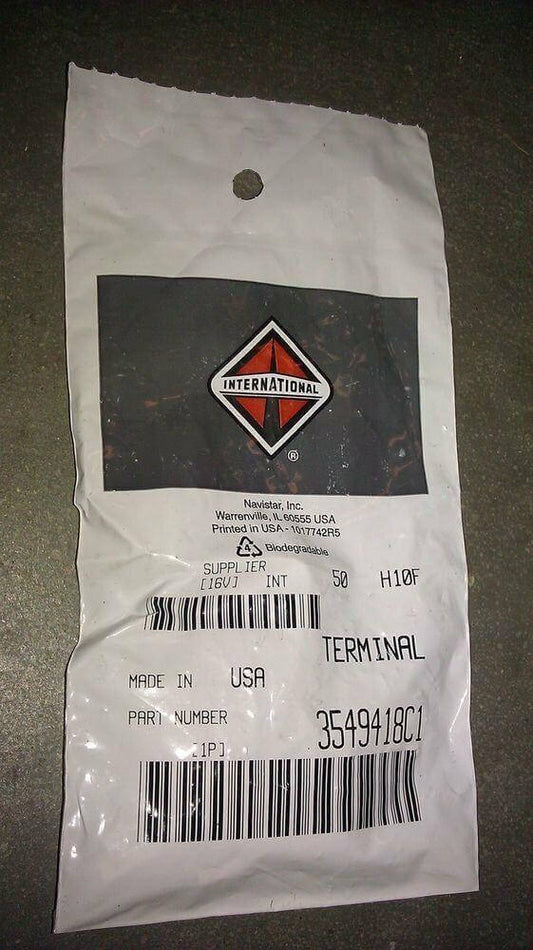 INTERNATIONAL
®
Navistar, Inc.
Warrenville, IL 60555 USA
Printed in USA - 1017742R5
4 Biodegradable
SUPPLIER
[16V] INT 50 H10F
TERMINAL
MADE IN USA
PART NUMBER 3549418C1
[1P]